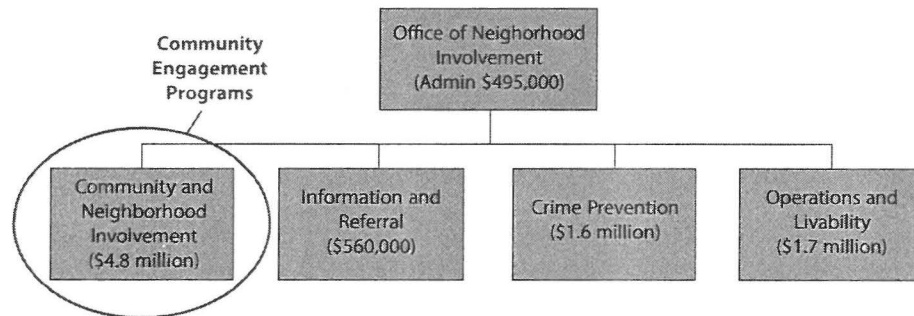 Community
Engagement
Programs
Office of Neighorhood
Involvement
(Admin $495,000)
Community and
Neighborhood
Involvement
($4.8 million)
Information and
Referral
($560,000)
Crime Prevention
($1.6 million)
Operations and
Livability
($1.7 million)